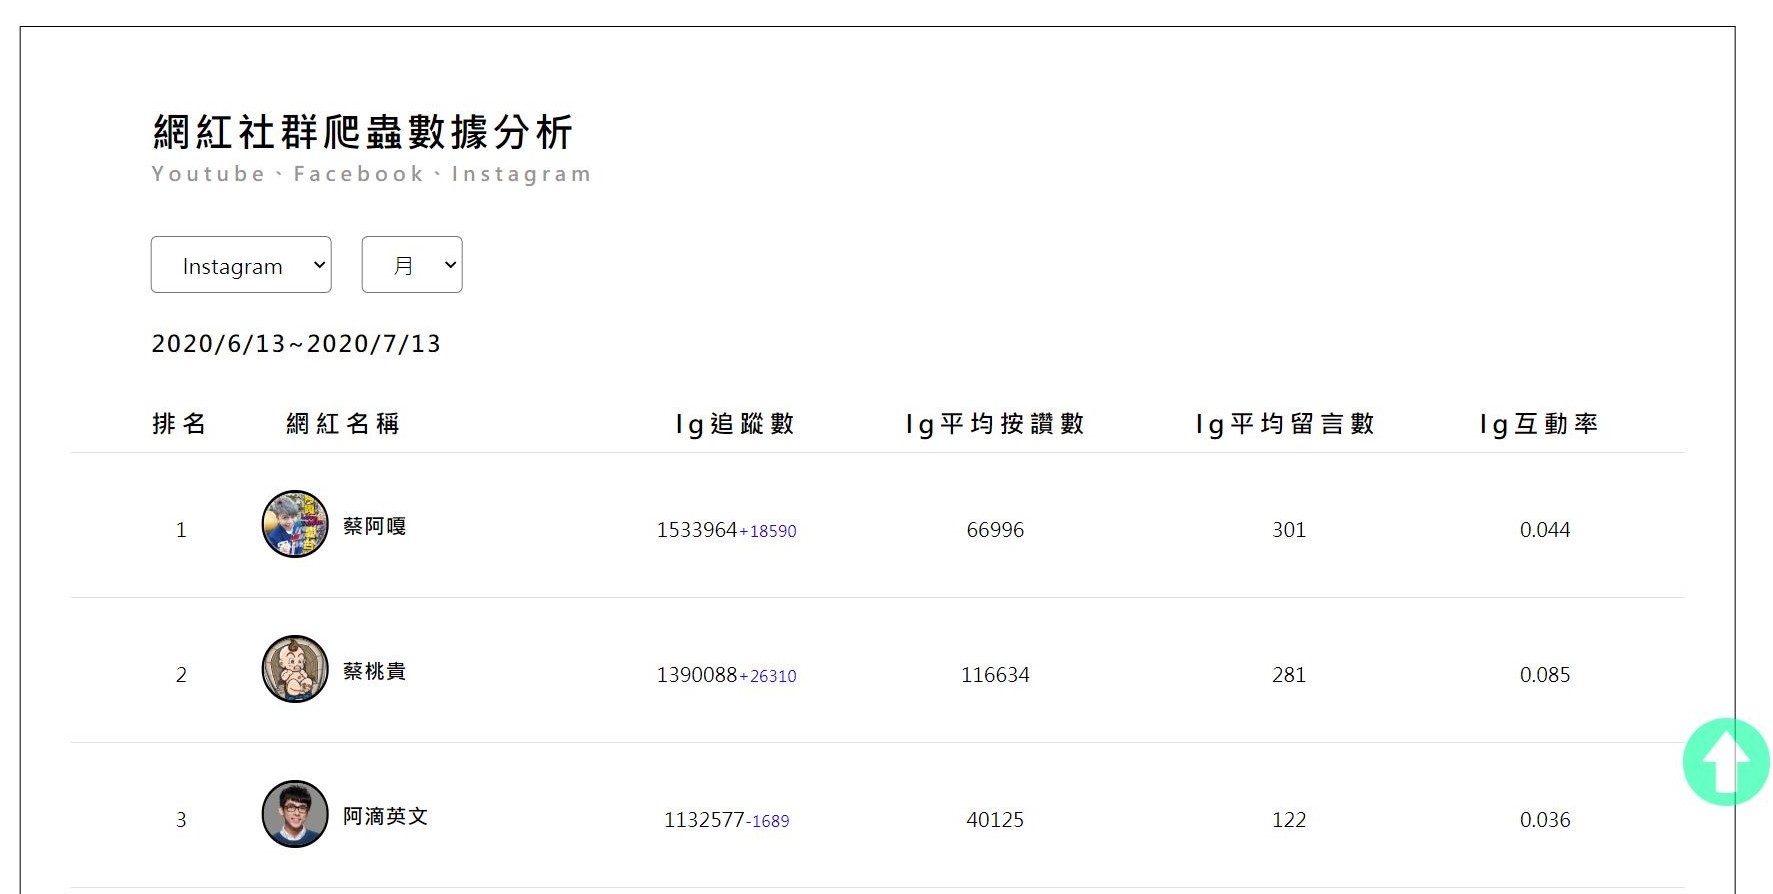 網紅社群爬蟲數據分析
Youtube、Facebook、Instagram
Instagram 月
2020/6/13~2020/7/13
排名 網紅名稱 Ig追蹤數 Ig平均按讚數 Ig平均留言數 Ig互動率
1 蔡阿嘎 1533964+18590 66996 301 0.044
2 蔡桃貴 1390088+26310 116634 281 0.085
3 阿滴英文 1132577-1689 40125 122 0.036